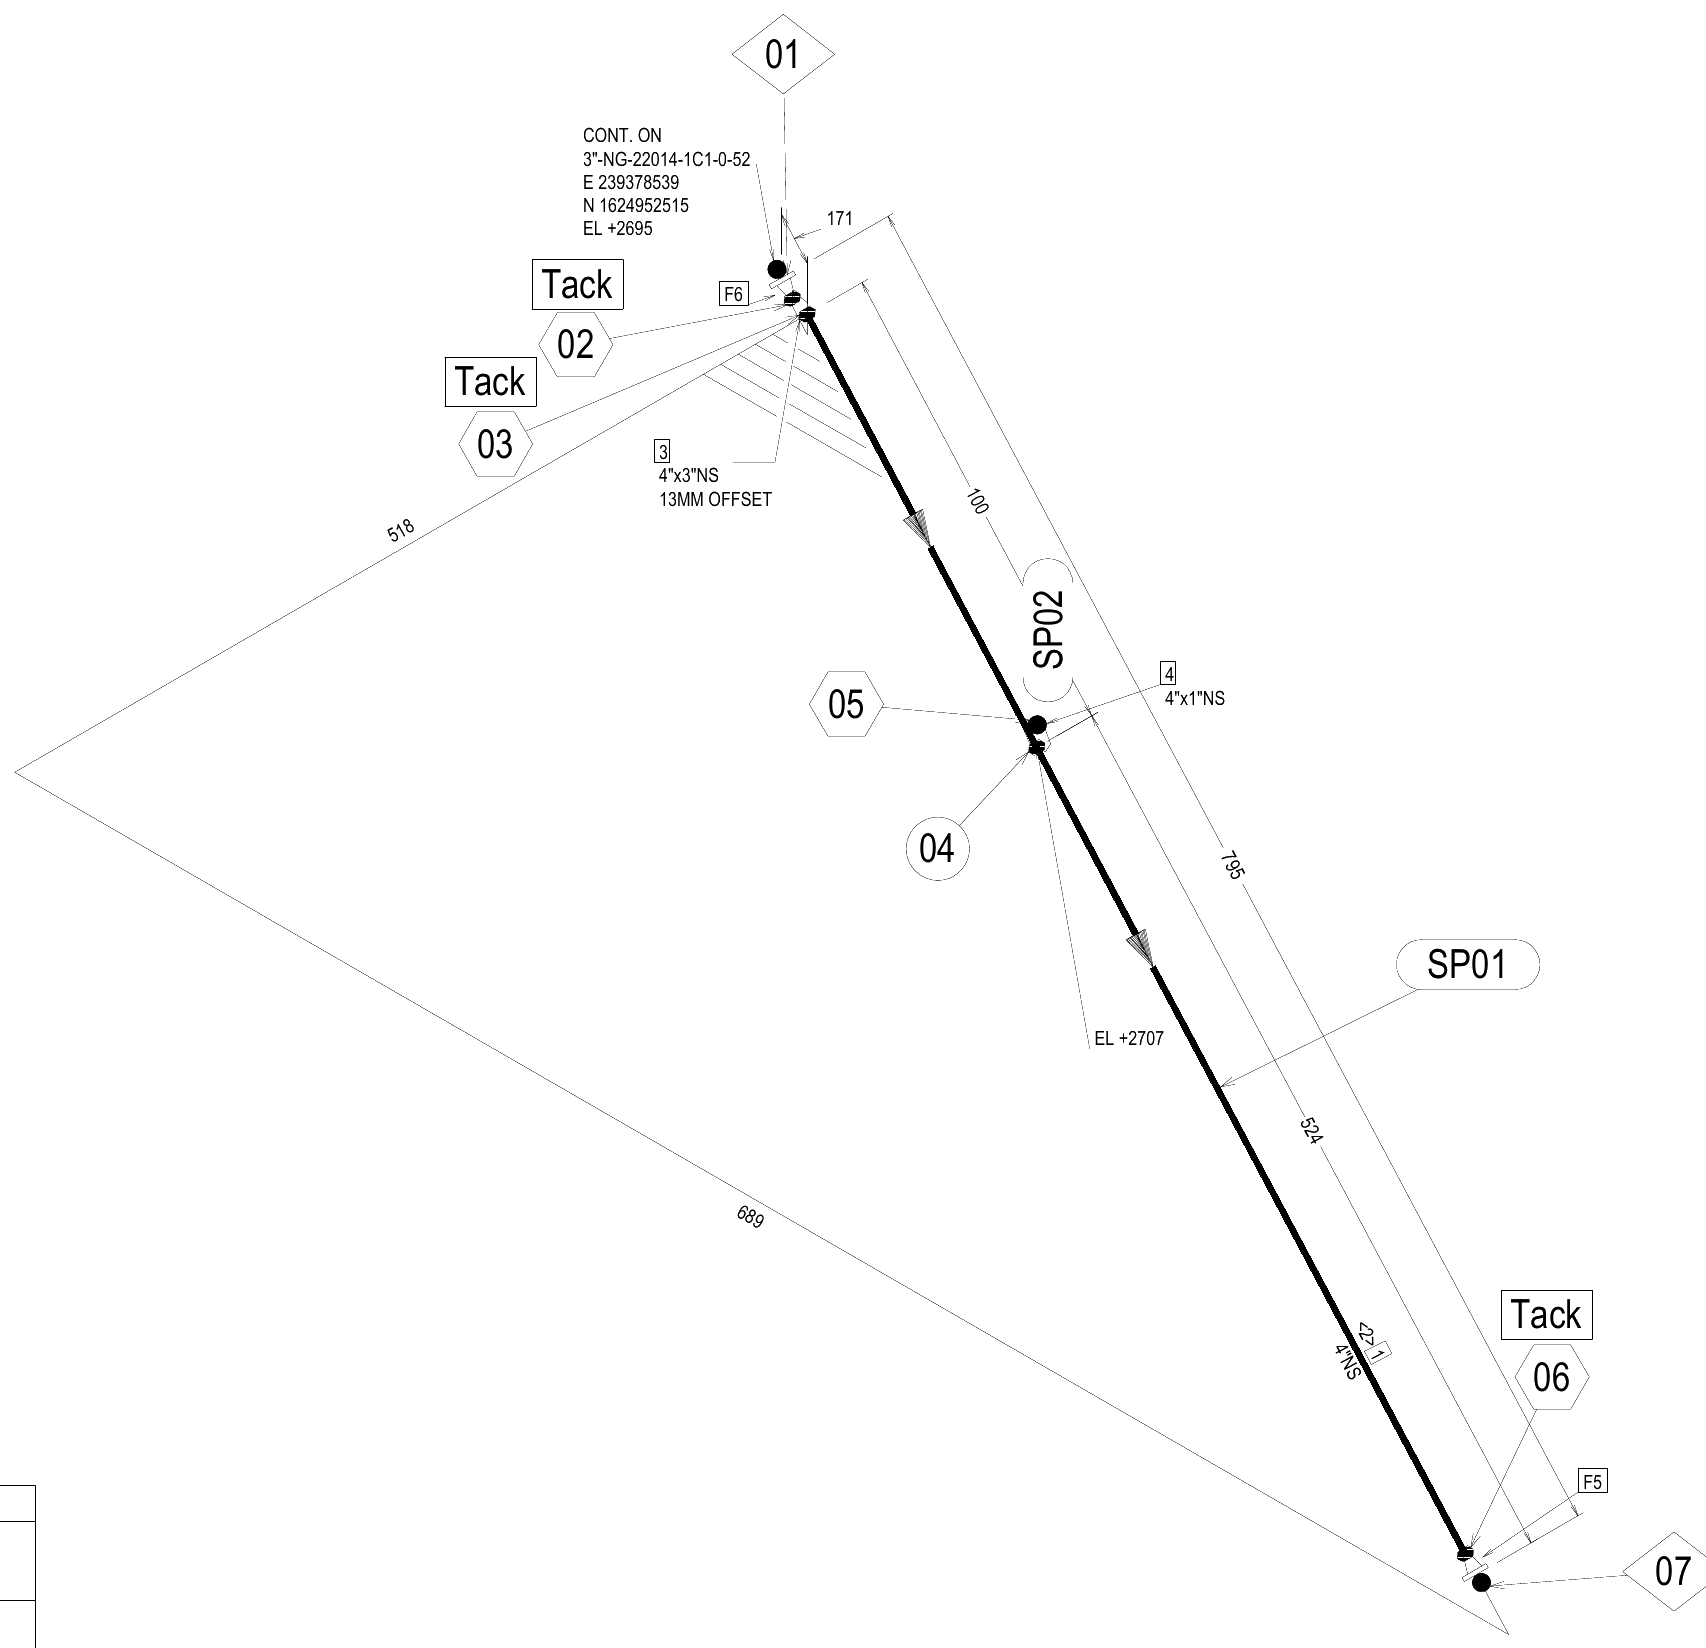 01
CONT. ON
3"-NG-22014-1C1-0-52
E 239378539
N 1624952515
EL +2695
171
Tack
F6
02
Tack
03
3
4"x3"NS
13MM OFFSET
518
100
SP02
4
4"x1"NS
05
04
795
SP01
EL +2707
524
689
<2> 1
4"NS
Tack
06
F5
07